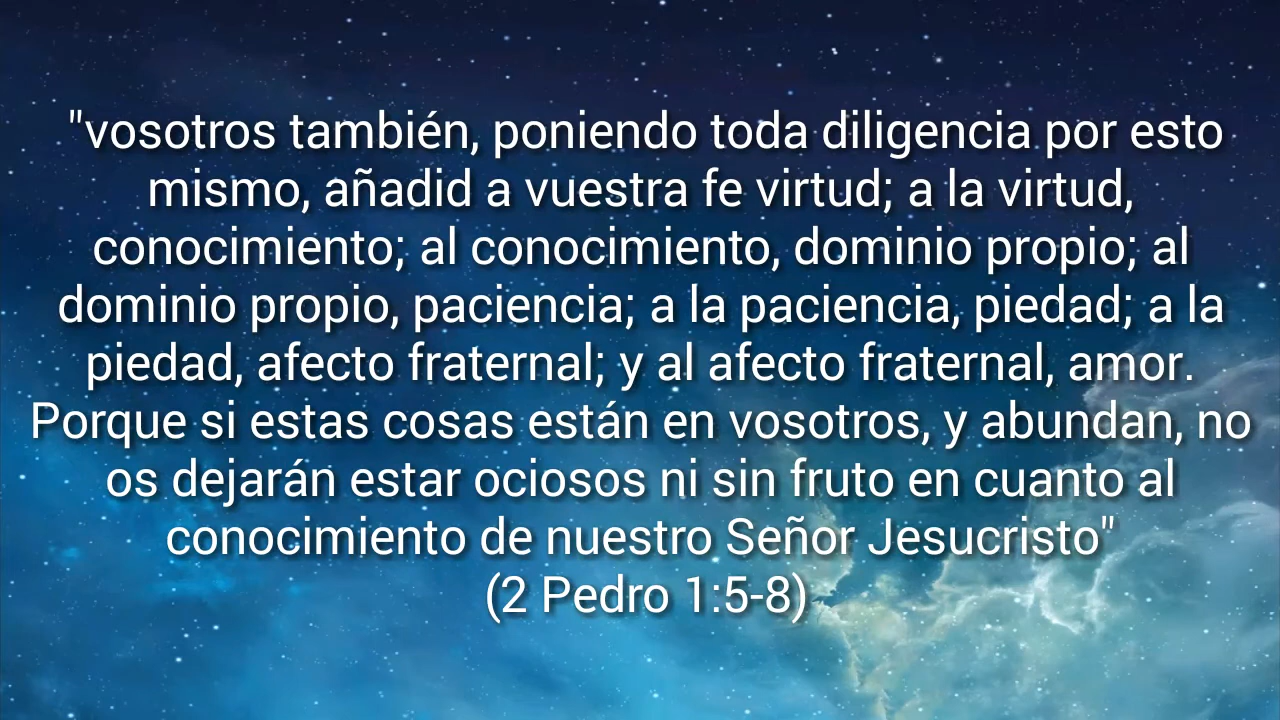 "vosotros también, poniendo toda diligencia por esto
mismo, añadid a vuestra fe virtud; a la virtud,
conocimiento; al conocimiento, dominio propio; al
dominio propio, paciencia; a la paciencia, piedad; a la
piedad, afecto fraternal; y al afecto fraternal, amor.
Porque si estas cosas están en vosotros, y abundan, no
os dejarán estar ociosos ni sin fruto en cuanto al
conocimiento de nuestro Señor Jesucristo"
(2 Pedro 1:5-8)